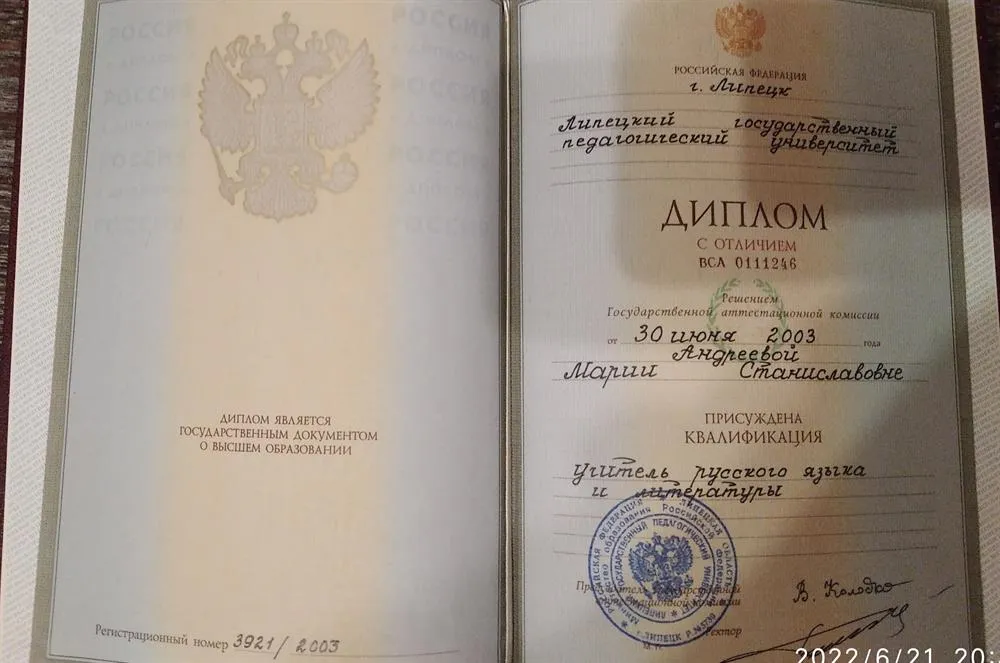 ДИПЛОМ ЯВЛЯЕТСЯ
ГОСУДАРСТВЕННЫМ ДОКУМЕНТОМ
О ВЫСШЕМ ОБРАЗОВАНИИ
Регистрационный номер 3921/2003
РОССИЙСКАЯ ФЕДЕРАЦИЯ
г. Липецк
Липецкий государственный
педагогический университет
ДИПЛОМ
С ОТЛИЧИЕМ
ВСА 0111246
Решением
Государственной аттестационной комиссии
от 30 июня 2003 года
Андреевой
Марии Станиславовне
ПРИСУЖДЕНА
КВАЛИФИКАЦИЯ
учитель русского языка
и литературы
В. Колодко
Ректор
М.П.
2022/6/21 20: